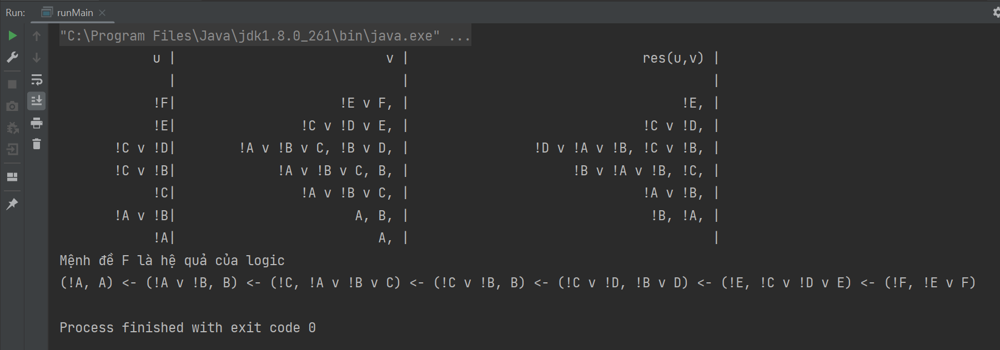 Run: runMain
"C:\Program Files\Java\jdk1.8.0_261\bin\java.exe" ...
u | v | res(u,v) |
| | |
!F| !E v F, | !E, |
!E| !C v !D v E, | !C v !D, |
!C v !D| !A v !B v C, !B v D, | !D v !A v !B, !C v !B, |
!C v !B| !A v !B v C, B, | !B v !A v !B, !C, |
!C| !A v !B v C, | !A v !B, |
!A v !B| A, B, | !B, !A, |
!A| A, | |
Mệnh đề F là hệ quả của logic
(!A, A) <- (!A v !B, B) <- (!C, !A v !B v C) <- (!C v !B, B) <- (!C v !D, !B v D) <- (!E, !C v !D v E) <- (!F, !E v F)
Process finished with exit code 0